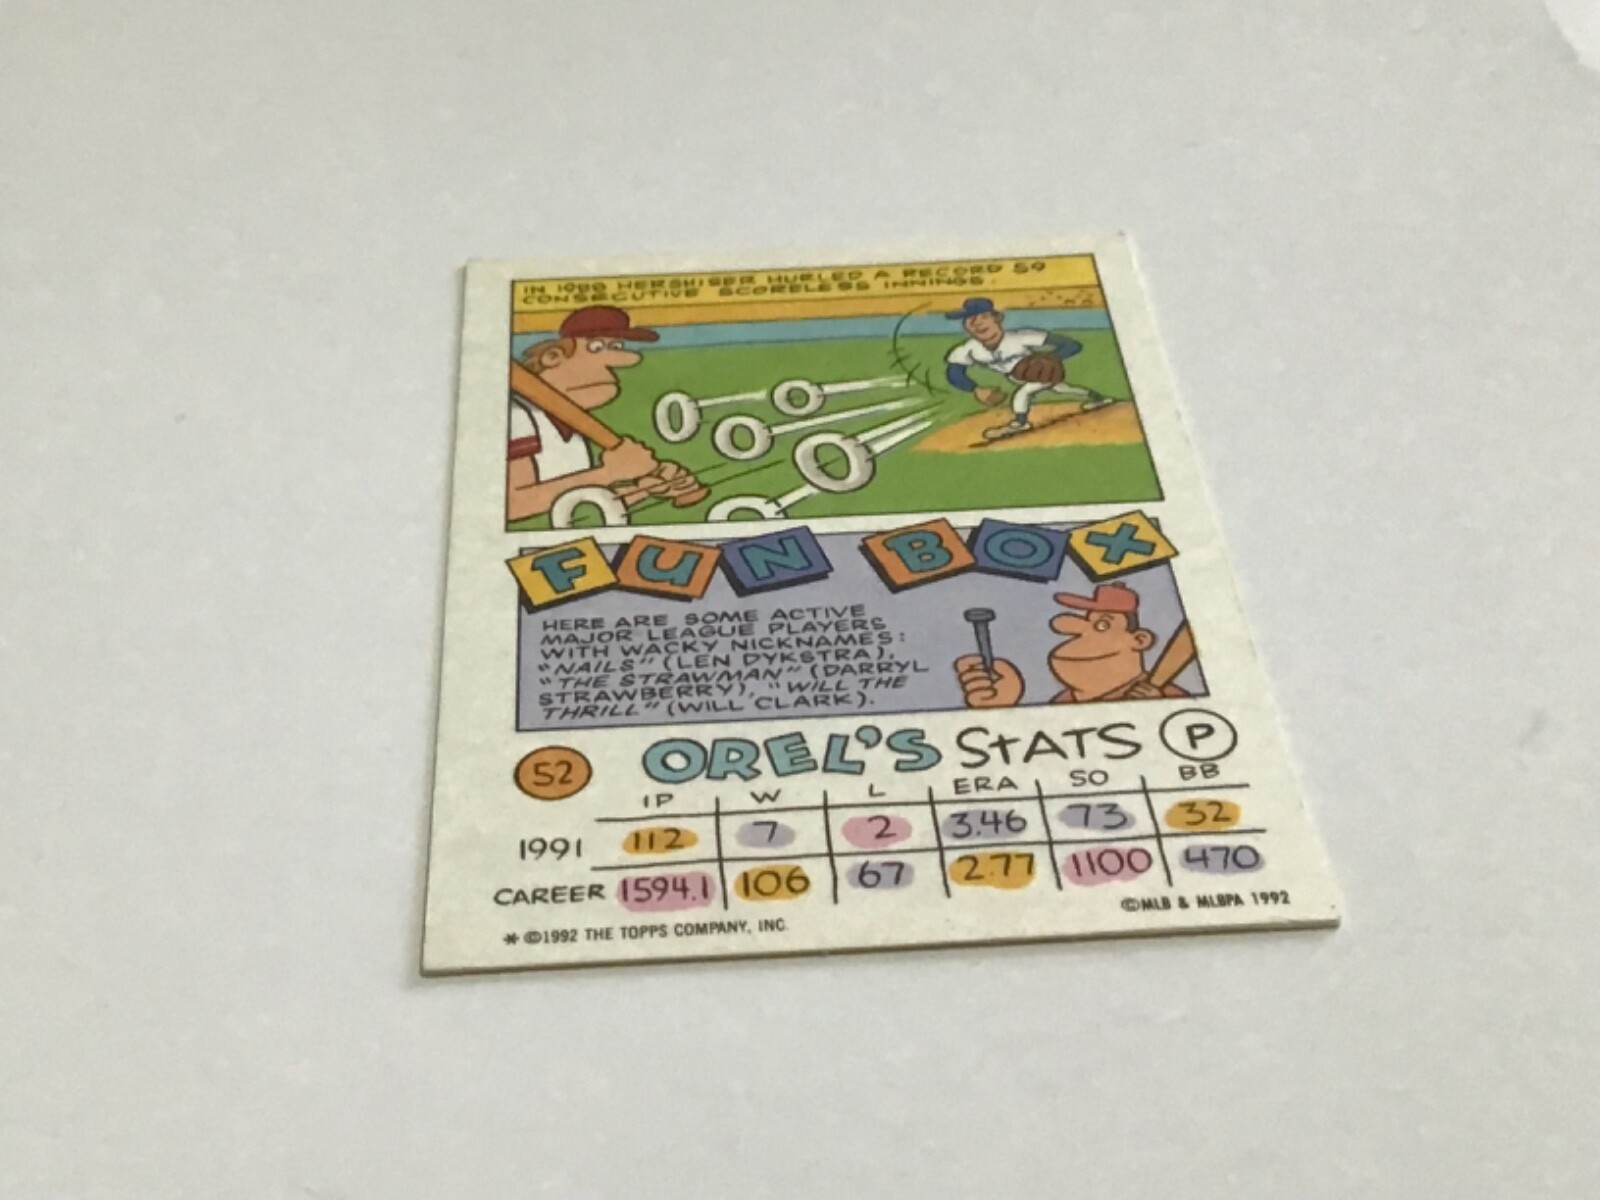 IN 1988 HERSHISER HURLED A RECORD 59
CONSECUTIVE SCORELESS INNINGS.
FUN BOX
HERE ARE SOME ACTIVE
MAJOR LEAGUE PLAYERS
WITH WACKY NICKNAMES:
"NAILS" (LEN DYKSTRA),
"THE STRAWMAN" (DARRYL
STRAWBERRY), "WILL THE
THRILL" (WILL CLARK).
52 OREL'S STATS P
IP W L ERA SO BB
1991 112 7 2 3.46 73 32
CAREER 1594.1 106 67 2.77 1100 470
* ©1992 THE TOPPS COMPANY, INC. ©MLB & MLBPA 1992